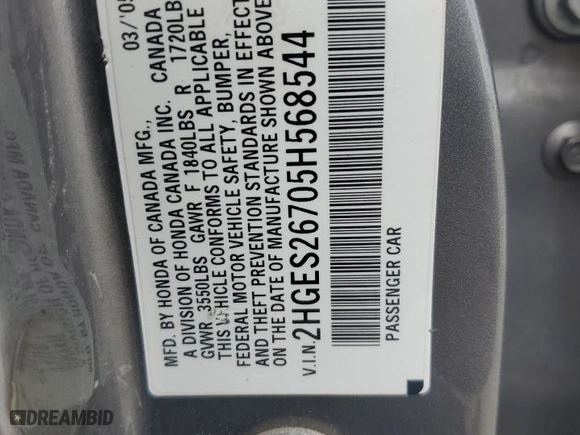 MFD. BY HONDA OF CANADA MFG., 03/'05
A DIVISION OF HONDA CANADA INC. CANADA
GVWR 3550LBS GAWR F 1840LBS R 1720LB
THIS VEHICLE CONFORMS TO ALL APPLICABLE
FEDERAL MOTOR VEHICLE SAFETY, BUMPER,
AND THEFT PREVENTION STANDARDS IN EFFECT
ON THE DATE OF MANUFACTURE SHOWN ABOVE
V.I.N. 2HGES26705H568544
PASSENGER CAR
DREAMBID